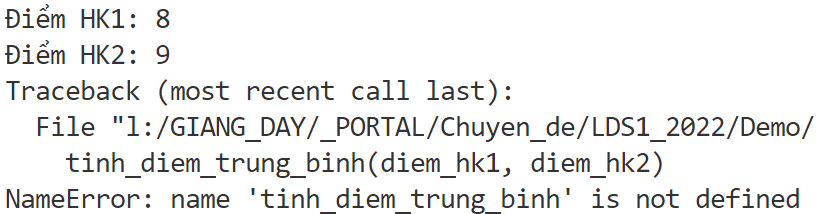 Điểm HK1: 8
Điểm HK2: 9
Traceback (most recent call last):
  File "l:/GIANG_DAY/_PORTAL/Chuyen_de/LDS1_2022/Demo/
    tinh_diem_trung_binh(diem_hk1, diem_hk2)
NameError: name 'tinh_diem_trung_binh' is not defined